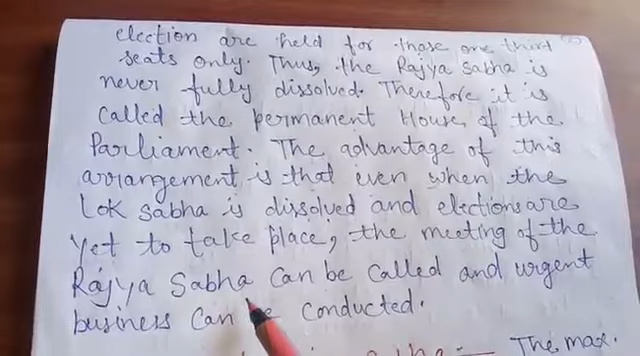 election are held for those one third
seats only. Thus, the Rajya Sabha is
never fully dissolved. Therefore it is
called the permanent House, of the
Parliament. The advantage of this
arrangement is that even when the
Lok Sabha is dissolved and elections are
yet to take place, the meeting of the
Rajya Sabha can be called and urgent
business can be conducted.
The max.